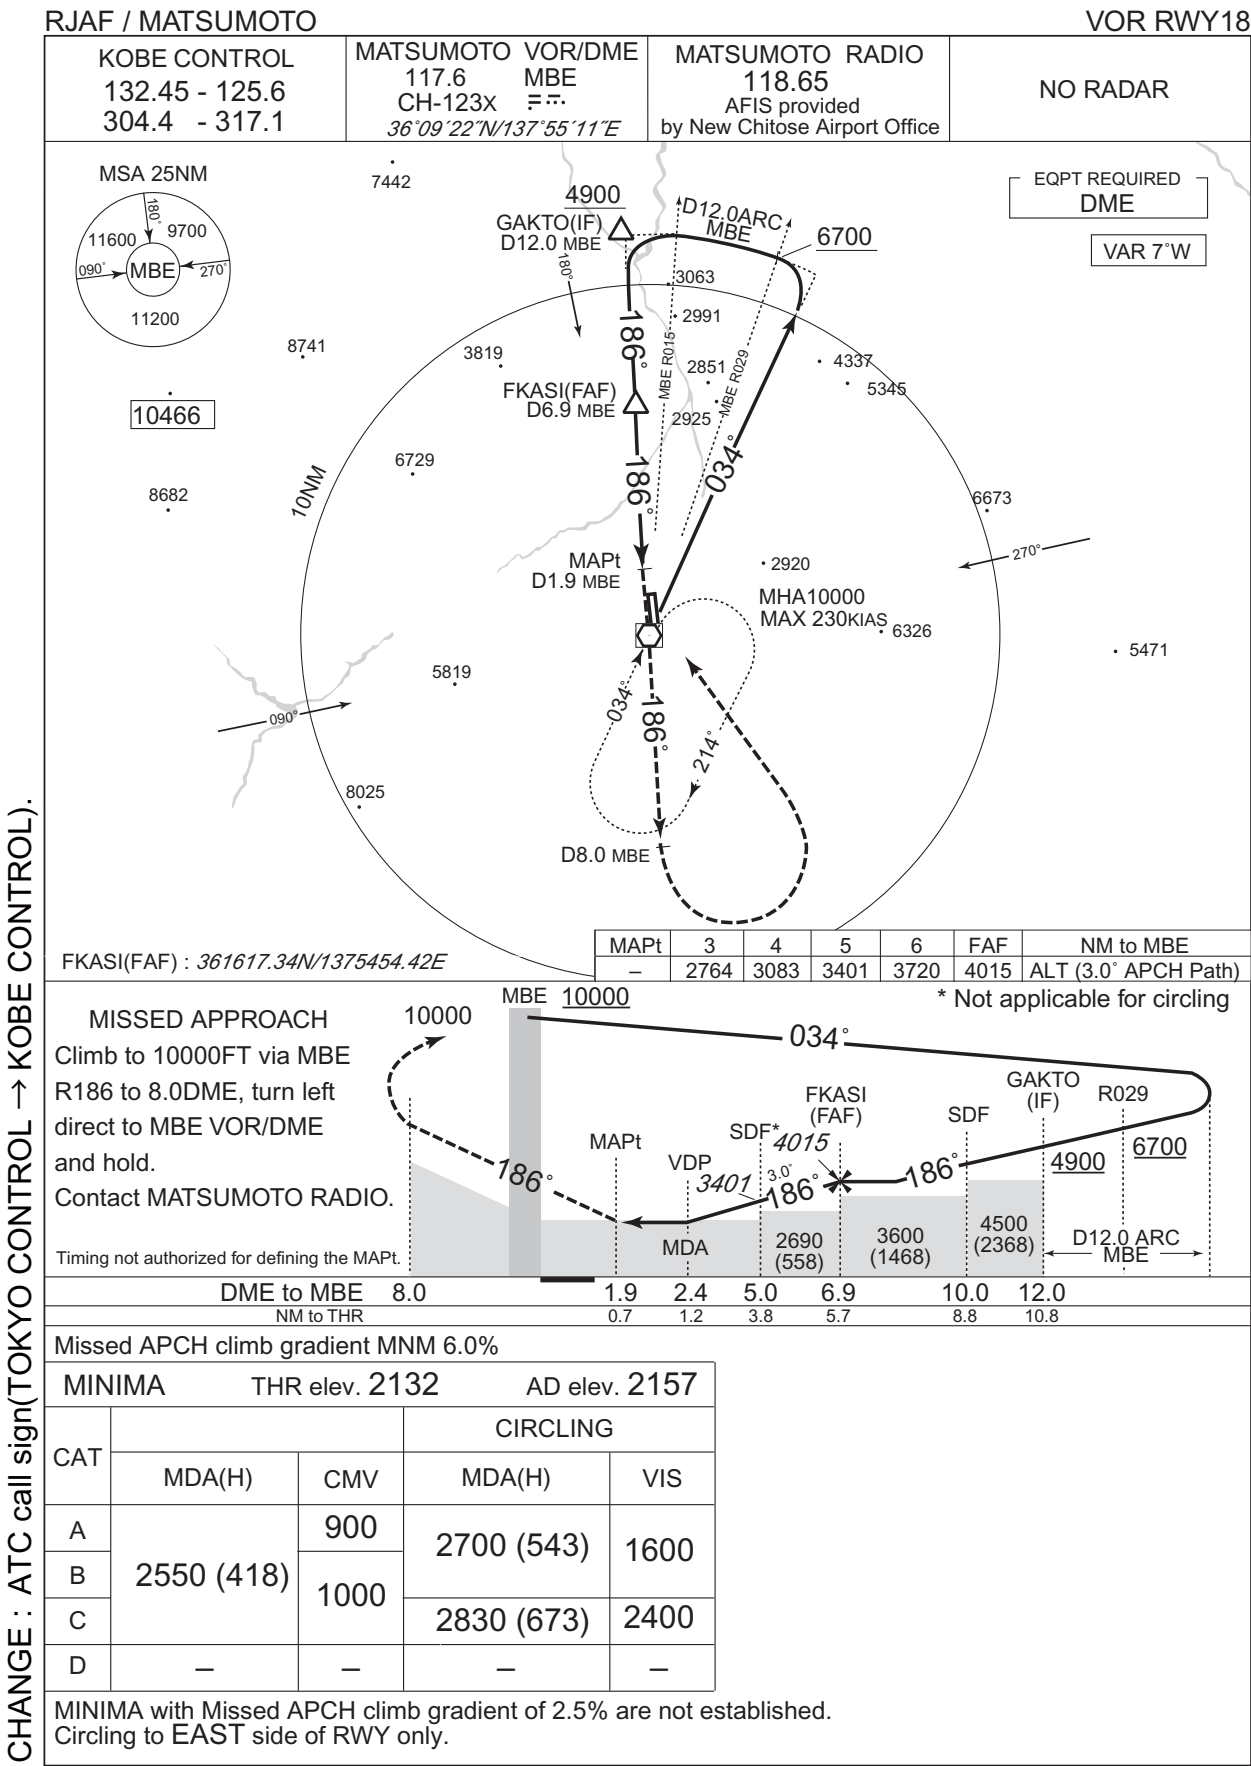 RJAF / MATSUMOTO
VOR RWY18
KOBE CONTROL
132.45 - 125.6
304.4 - 317.1
MATSUMOTO VOR/DME
117.6 MBE
CH-123X
36°09´22˝N/137°55´11˝E
MATSUMOTO RADIO
118.65
AFIS provided
by New Chitose Airport Office
NO RADAR
MSA 25NM
180°
11600
9700
090°
MBE
270°
11200
7442
4900
GAKTO(IF)
D12.0 MBE
D12.0ARC
MBE
6700
EQPT REQUIRED
DME
VAR 7°W
180°
3063
2991
186°
MBE R015
MBE R029
8741
3819
2851
4337
5345
FKASI(FAF)
D6.9 MBE
2925
10466
6729
10NM
186°
034°
8682
6673
270°
MAPt
D1.9 MBE
2920
MHA10000
MAX 230KIAS
6326
5471
5819
034°
186°
214°
090°
8025
D8.0 MBE
FKASI(FAF) : 361617.34N/1375454.42E
MAPt 3 4 5 6 FAF NM to MBE
– 2764 3083 3401 3720 4015 ALT (3.0° APCH Path)
* Not applicable for circling
MISSED APPROACH
Climb to 10000FT via MBE
R186 to 8.0DME, turn left
direct to MBE VOR/DME
and hold.
Contact MATSUMOTO RADIO.
Timing not authorized for defining the MAPt.
10000
MBE 10000
034°
GAKTO
(IF)
R029
FKASI
(FAF)
SDF
SDF*
4015
MAPt
VDP
3401
3.0°
186°
186°
186°
4900
6700
MDA
2690
(558)
3600
(1468)
4500
(2368)
D12.0 ARC
MBE
DME to MBE 8.0 1.9 2.4 5.0 6.9 10.0 12.0
NM to THR 0.7 1.2 3.8 5.7 8.8 10.8
Missed APCH climb gradient MNM 6.0%
MINIMA THR elev. 2132 AD elev. 2157
CAT
CIRCLING
MDA(H) CMV MDA(H) VIS
A
B
C
D
2550 (418)
900
1000
2700 (543)
1600
2830 (673)
2400
– – – –
MINIMA with Missed APCH climb gradient of 2.5% are not established.
Circling to EAST side of RWY only.
CHANGE : ATC call sign(TOKYO CONTROL → KOBE CONTROL).